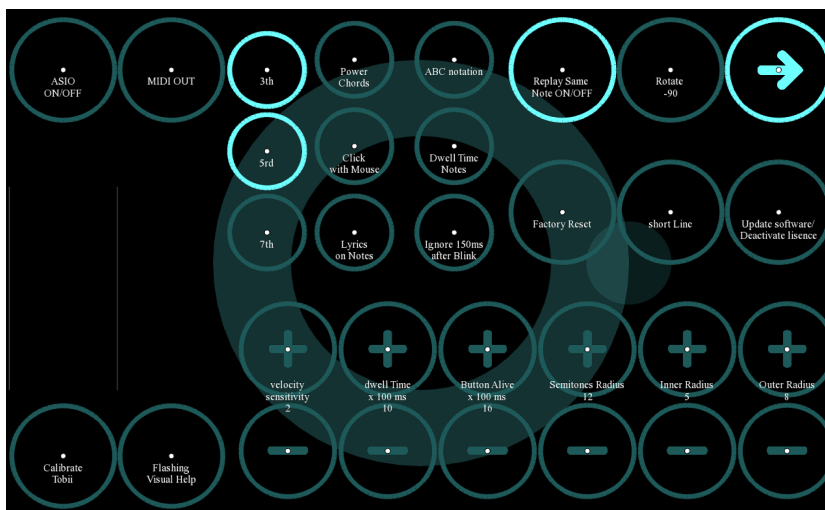 ASIO
ON/OFF
MIDI OUT
3th
Power
Chords
ABC notation
Replay Same
Note ON/OFF
Rotate
-90
5rd
Click
with Mouse
Dwell Time
Notes
7th
Lyrics
on Notes
Ignore 150ms
after Blink
Factory Reset
short Line
Update software/
Deactivate lisence
velocity
sensitivity
2
dwell Time
x 100 ms
10
Button Alive
x 100 ms
16
Semitones Radius
12
Inner Radius
5
Outer Radius
8
Calibrate
Tobii
Flashing
Visual Help